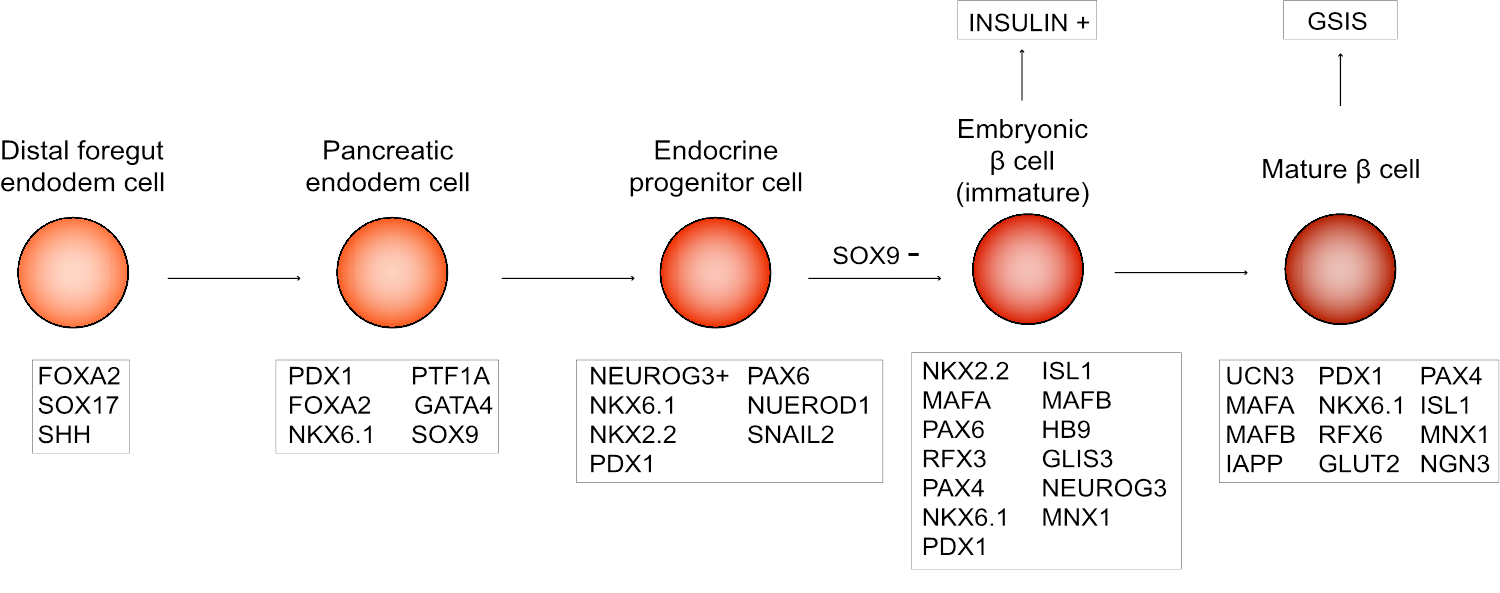 INSULIN +
GSIS
Distal foregut
endodem cell
Pancreatic
endodem cell
Endocrine
progenitor cell
Embryonic
β cell
(immature)
Mature β cell
SOX9 -
FOXA2
SOX17
SHH
PDX1 PTF1A
FOXA2 GATA4
NKX6.1 SOX9
NEUROG3+ PAX6
NKX6.1 NUEROD1
NKX2.2 SNAIL2
PDX1
NKX2.2 ISL1
MAFA MAFB
PAX6 HB9
RFX3 GLIS3
PAX4 NEUROG3
NKX6.1 MNX1
PDX1
UCN3 PDX1 PAX4
MAFA NKX6.1 ISL1
MAFB RFX6 MNX1
IAPP GLUT2 NGN3